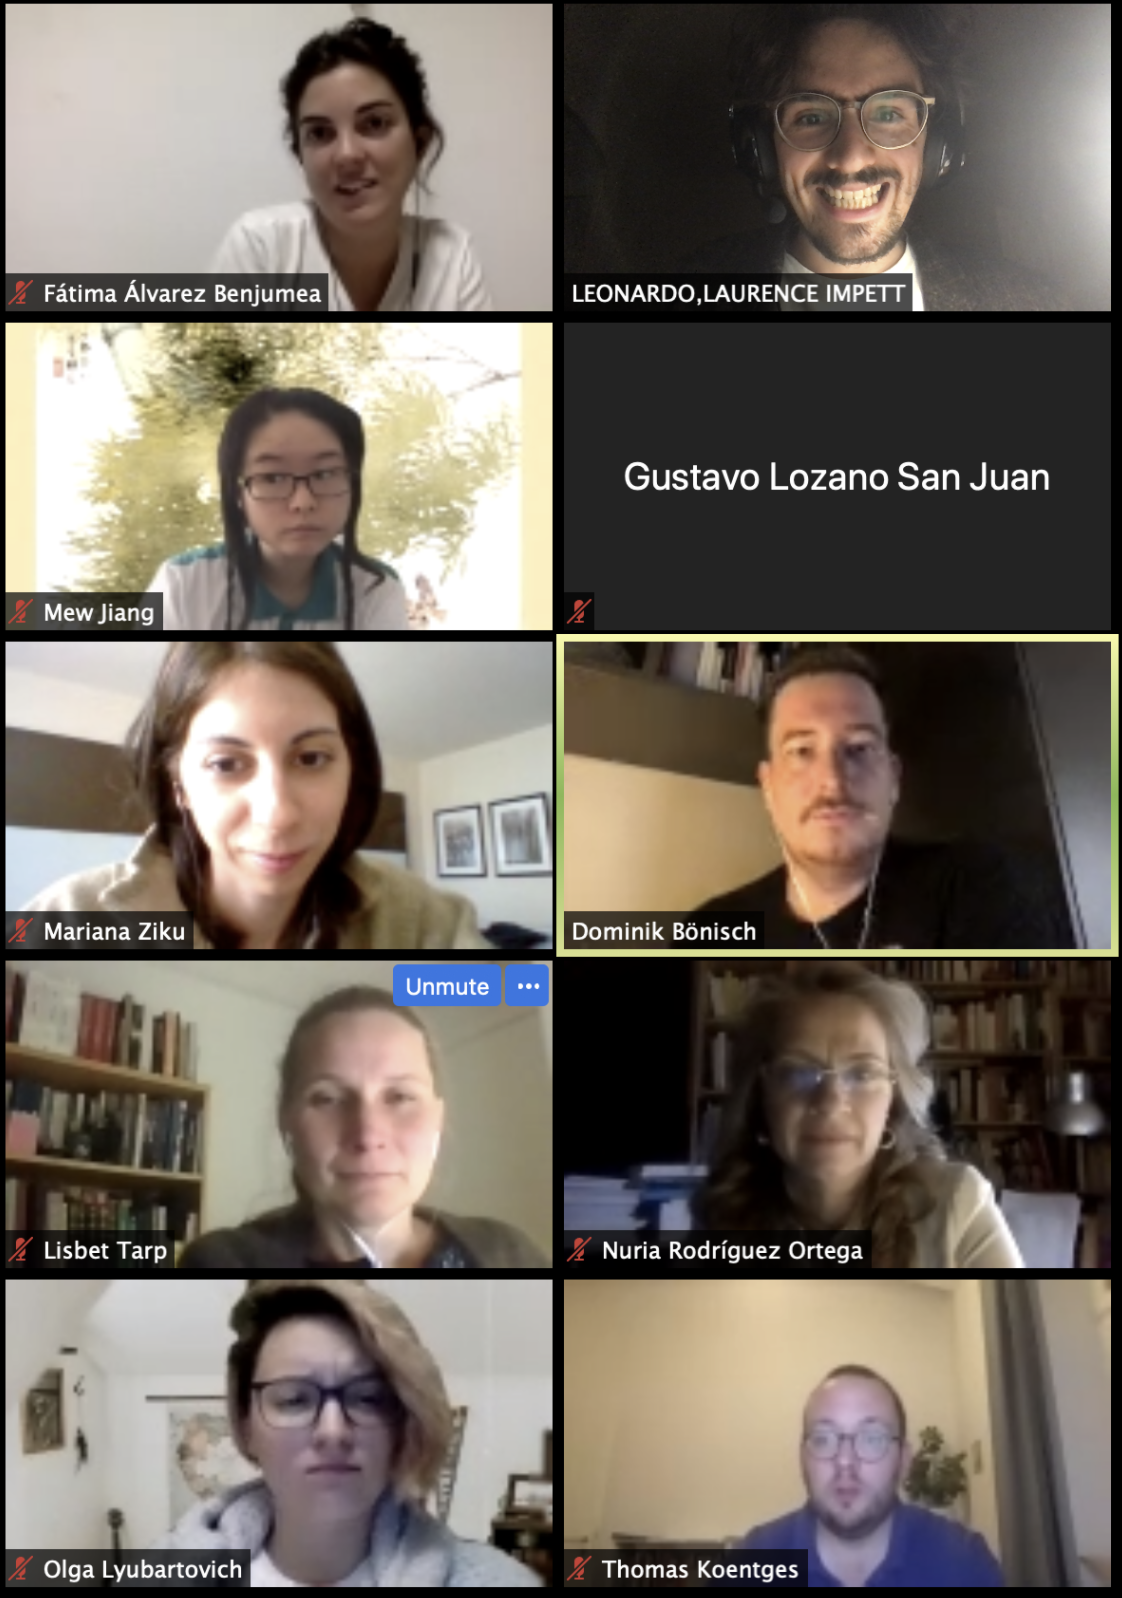 Fátima Álvarez Benjumea
LEONARDO,LAURENCE IMPETT
Mew Jiang
Gustavo Lozano San Juan
Mariana Ziku
Dominik Bönisch
Unmute ...
Lisbet Tarp
Nuria Rodríguez Ortega
Olga Lyubartovich
Thomas Koentges